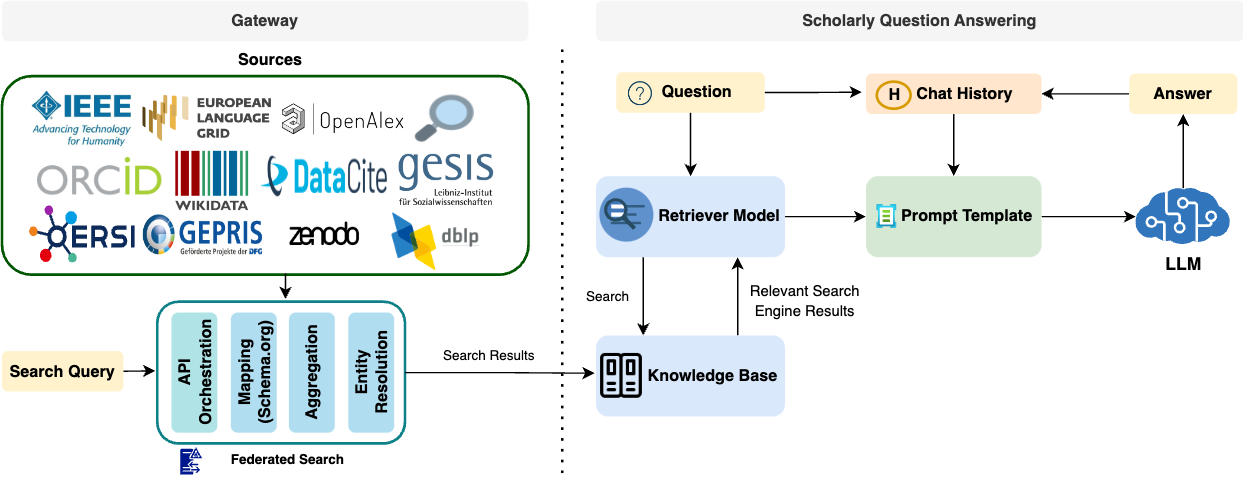 Gateway
Scholarly Question Answering
Sources
IEEE
Advancing Technology
for Humanity
EUROPEAN
LANGUAGE
GRID
OpenAlex
ORCID
WIKIDATA
DataCite
gesis
Leibniz-Institut
für Sozialwissenschaften
ERSI
GEPRIS
Geförderte Projekte der DFG
zenodo
dblp
Search Query
API
Orchestration
Mapping
(Schema.org)
Aggregation
Entity
Resolution
Federated Search
Search Results
?
Question
H
Chat History
Answer
Retriever Model
Prompt Template
LLM
Search
Relevant Search
Engine Results
Knowledge Base